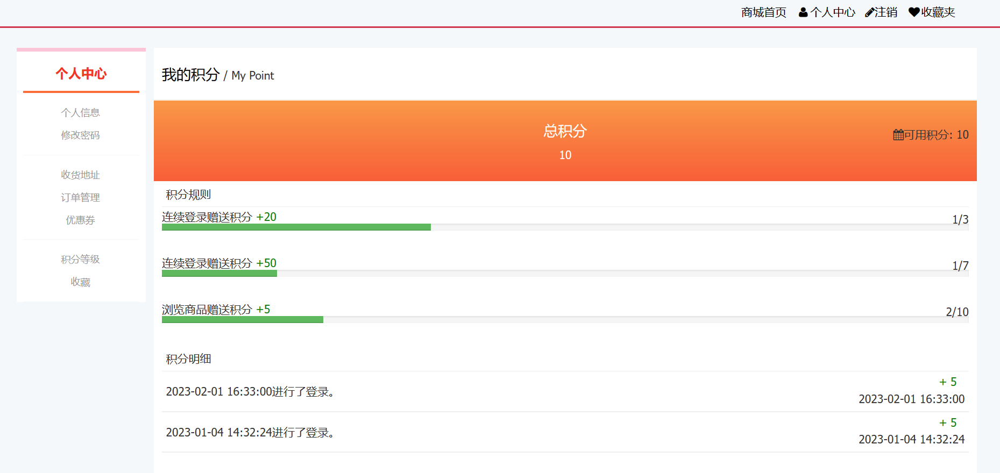 商城首页 个人中心 注销 收藏夹
个人中心
个人信息
修改密码
收货地址
订单管理
优惠券
积分等级
收藏
我的积分 / My Point
总积分
10
可用积分: 10
积分规则
连续登录赠送积分 +20
1/3
连续登录赠送积分 +50
1/7
浏览商品赠送积分 +5
2/10
积分明细
2023-02-01 16:33:00进行了登录。
+ 5
2023-02-01 16:33:00
2023-01-04 14:32:24进行了登录。
+ 5
2023-01-04 14:32:24